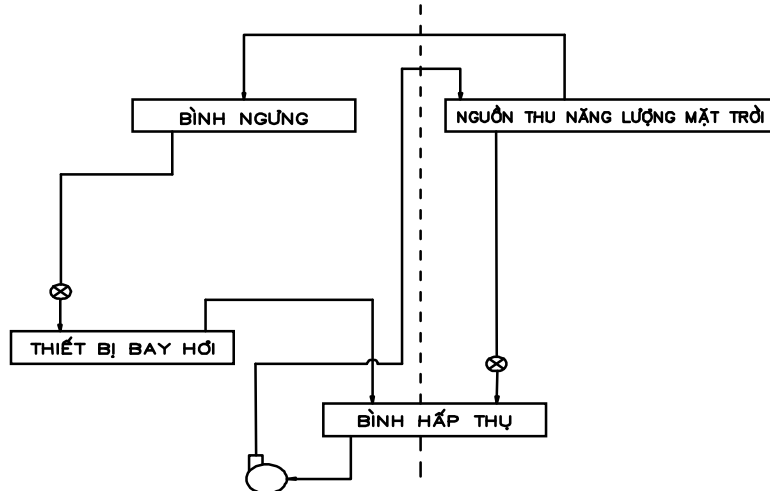 BÌNH NGƯNG
NGUỒN THU NĂNG LƯỢNG MẶT TRỜI
THIẾT BỊ BAY HƠI
BÌNH HẤP THỤ